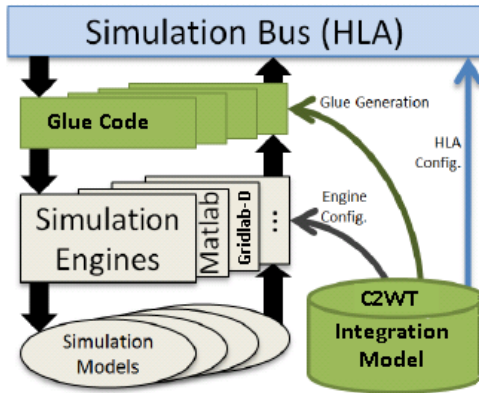 Simulation Bus (HLA)
Glue Code
Glue Generation
HLA
Config.
Simulation
Engines
Matlab
Gridlab-D
...
Engine
Config.
Simulation
Models
C2WT
Integration
Model